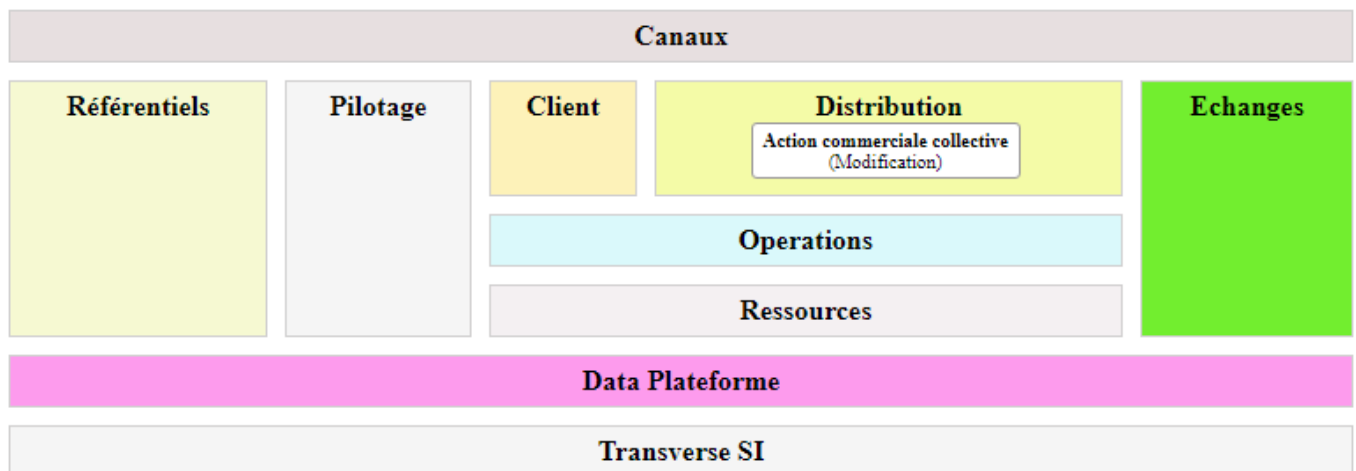 Canaux
Référentiels
Pilotage
Client
Distribution
Action commerciale collective
(Modification)
Echanges
Operations
Ressources
Data Plateforme
Transverse SI